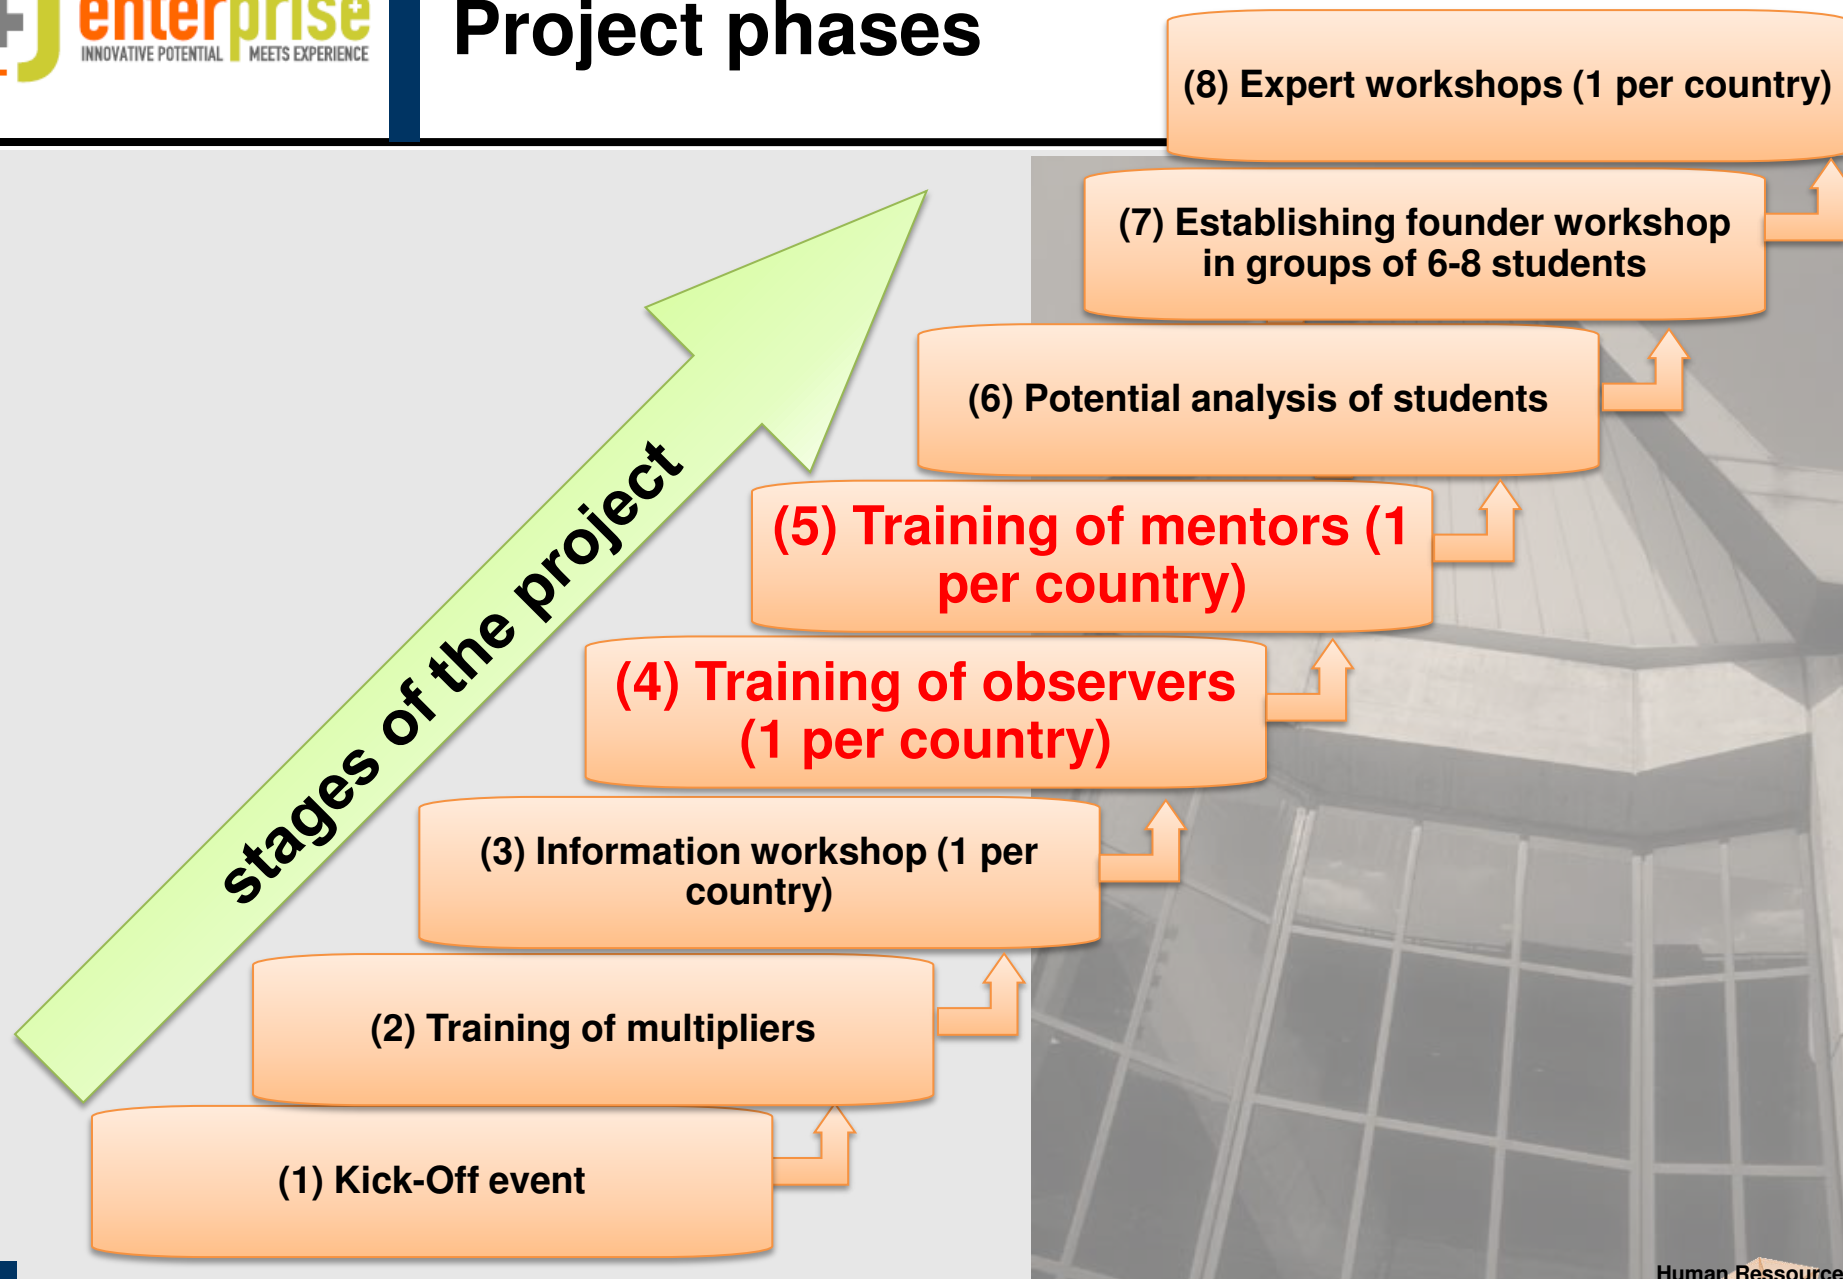 enterprise
INNOVATIVE POTENTIAL MEETS EXPERIENCE
Project phases
(8) Expert workshops (1 per country)
(7) Establishing founder workshop
in groups of 6-8 students
(6) Potential analysis of students
(5) Training of mentors (1
per country)
(4) Training of observers
(1 per country)
(3) Information workshop (1 per
country)
(2) Training of multipliers
(1) Kick-Off event
stages of the project
Human Ressource